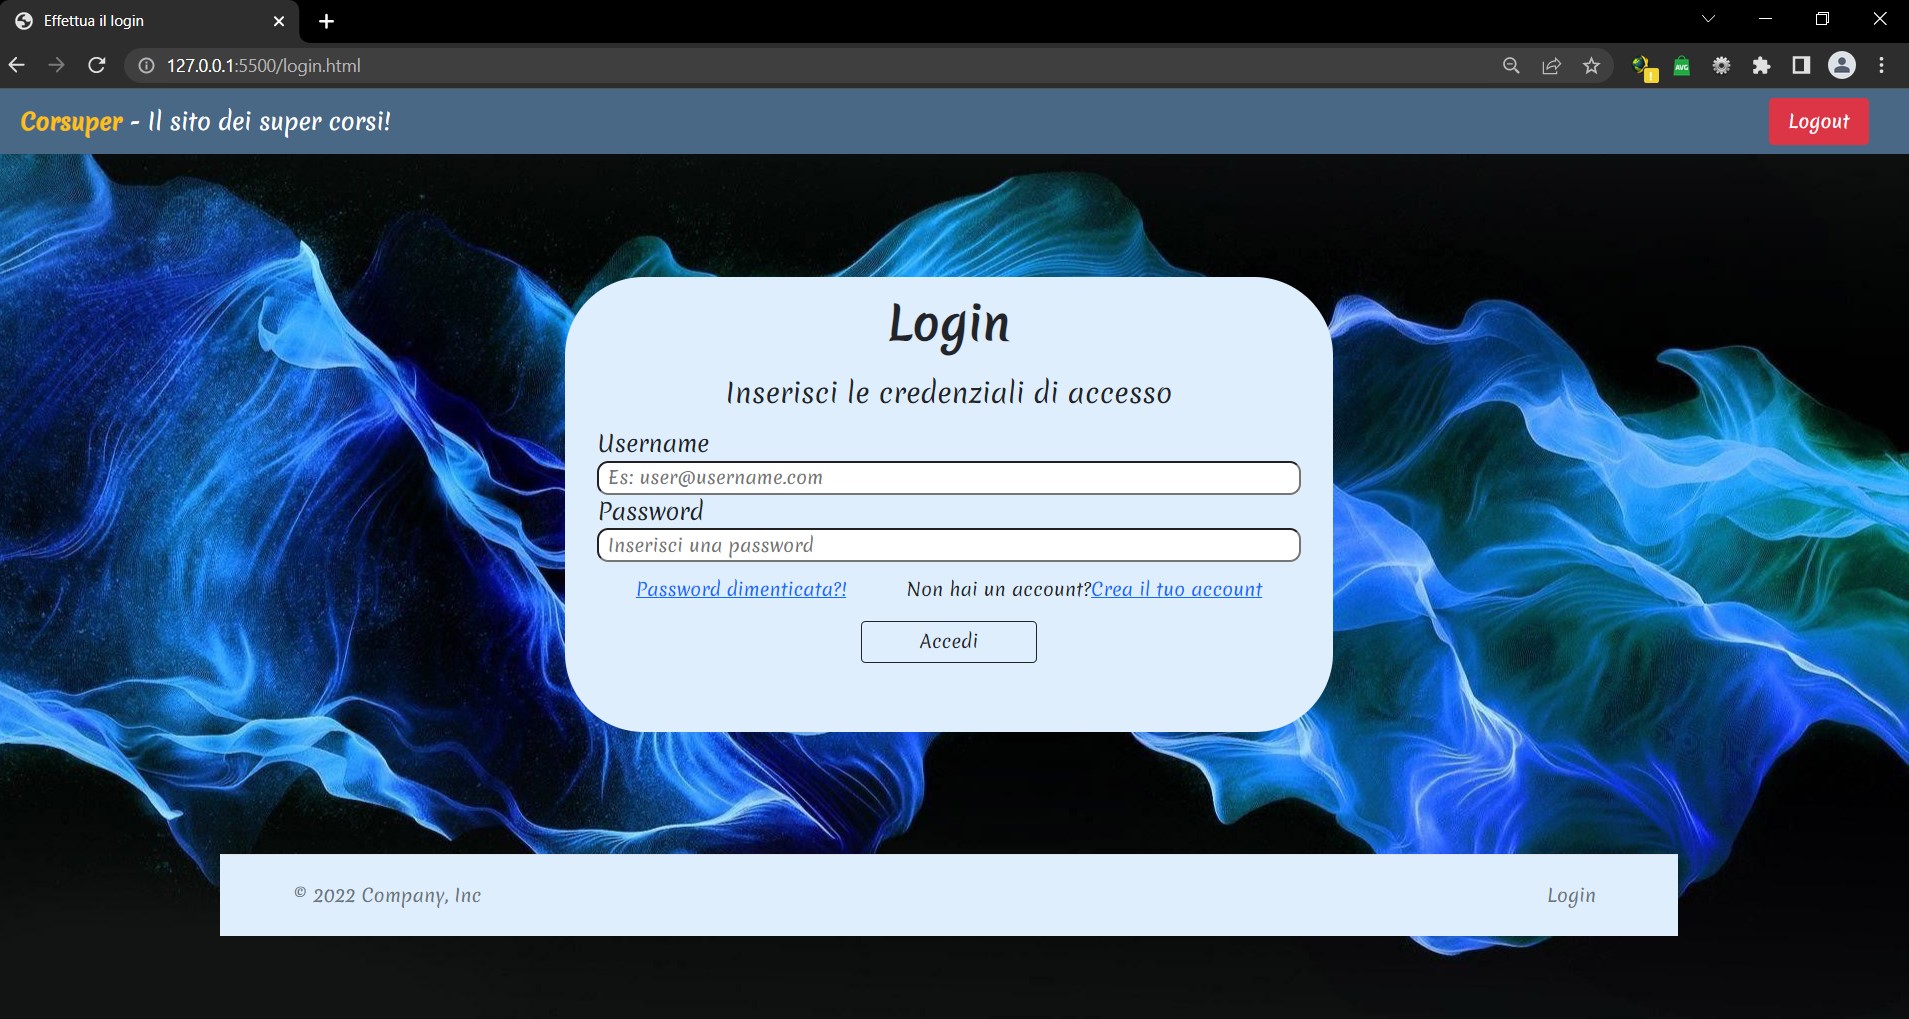 Effettua il login
127.0.0.1:5500/login.html
AVG
Corsuper - Il sito dei super corsi!
Logout
Login
Inserisci le credenziali di accesso
Username
Es: user@username.com
Password
Inserisci una password
Password dimenticata?! Non hai un account?Crea il tuo account
Accedi
© 2022 Company, Inc
Login